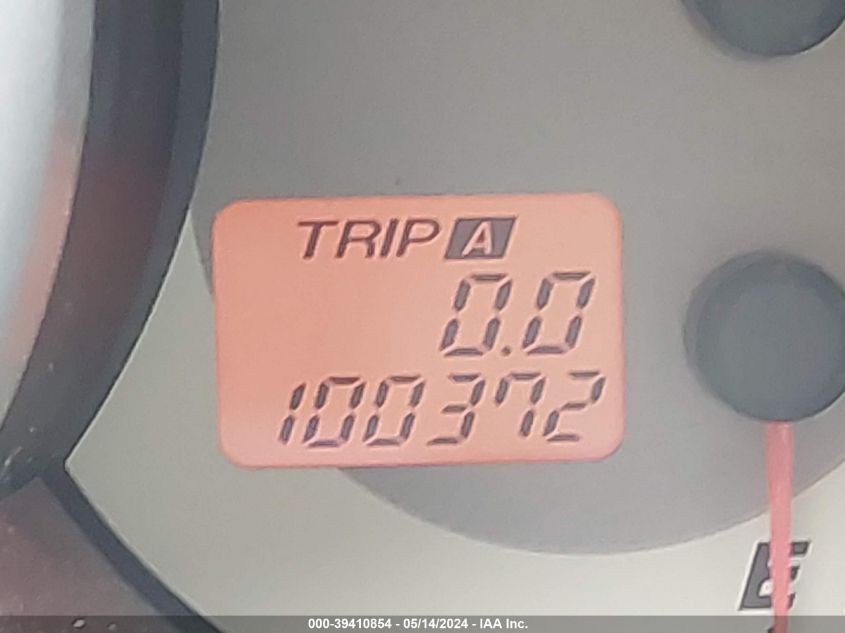 TRIP A
0.0
100372
E
000-39410854 - 05/14/2024 - IAA Inc.